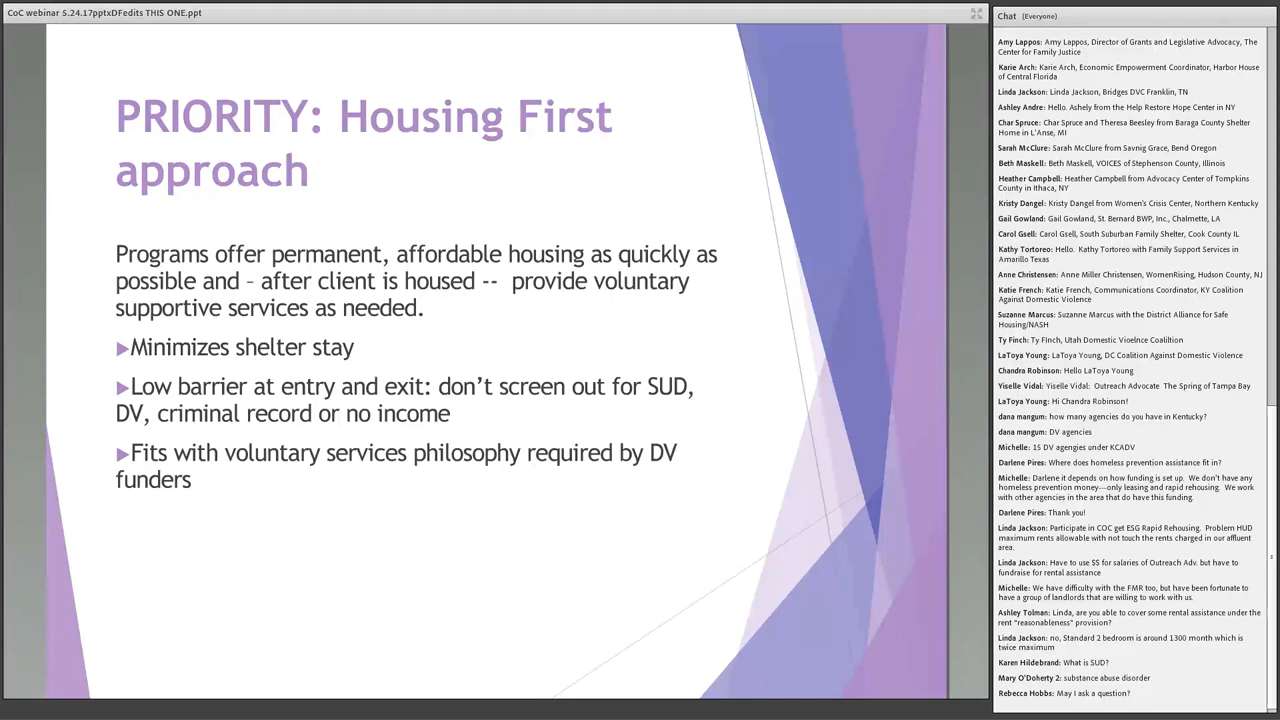 CoC webinar 5.24.17pptxDFedits THIS ONE.ppt
PRIORITY: Housing First
approach
Programs offer permanent, affordable housing as quickly as
possible and – after client is housed -- provide voluntary
supportive services as needed.
▶Minimizes shelter stay
▶Low barrier at entry and exit: don’t screen out for SUD,
DV, criminal record or no income
▶Fits with voluntary services philosophy required by DV
funders
Chat (Everyone)
Amy Lappos: Amy Lappos, Director of Grants and Legislative Advocacy, The
Center for Family Justice
Karie Arch: Karie Arch, Economic Empowerment Coordinator, Harbor House
of Central Florida
Linda Jackson: Linda Jackson, Bridges DVC Franklin, TN
Ashley Andre: Hello. Ashely from the Help Restore Hope Center in NY
Char Spruce: Char Spruce and Theresa Beesley from Baraga County Shelter
Home in L'Anse, MI
Sarah McClure: Sarah McClure from Savnig Grace, Bend Oregon
Beth Maskell: Beth Maskell, VOICES of Stephenson County, Illinois
Heather Campbell: Heather Campbell from Advocacy Center of Tompkins
County in Ithaca, NY
Kristy Dangel: Kristy Dangel from Women's Crisis Center, Northern Kentucky
Gail Gowland: Gail Gowland, St. Bernard BWP, Inc., Chalmette, LA
Carol Gsell: Carol Gsell, South Suburban Family Shelter, Cook County IL
Kathy Tortoreo: Hello. Kathy Tortoreo with Family Support Services in
Amarillo Texas
Anne Christensen: Anne Miller Christensen, WomenRising, Hudson County, NJ
Katie French: Katie French, Communications Coordinator, KY Coalition
Against Domestic Violence
Suzanne Marcus: Suzanne Marcus with the District Alliance for Safe
Housing/NASH
Ty Finch: Ty FInch, Utah Domestic Vioelnce Coaliltion
LaToya Young: LaToya Young, DC Coalition Against Domestic Violence
Chandra Robinson: Hello LaToya Young
Yiselle Vidal: Yiselle Vidal: Outreach Advocate The Spring of Tampa Bay
LaToya Young: Hi Chandra Robinson!
dana mangum: how many agencies do you have in Kentucky?
dana mangum: DV agencies
Michelle: 15 DV agengies under KCADV
Darlene Pires: Where does homeless prevention assistance fit in?
Michelle: Darlene it depends on how funding is set up. We don't have any
homeless prevention money---only leasing and rapid rehousing. We work
with other agencies in the area that do have this funding.
Darlene Pires: Thank you!
Linda Jackson: Participate in COC get ESG Rapid Rehousing. Problem HUD
maximum rents allowable with not touch the rents charged in our affluent
area.
Linda Jackson: Have to use $$ for salaries of Outreach Adv. but have to
fundraise for rental assistance
Michelle: We have difficulty with the FMR too, but have been fortunate to
have a group of landlords that are willing to work with us.
Ashley Tolman: Linda, are you able to cover some rental assistance under the
rent "reasonableness" provision?
Linda Jackson: no, Standard 2 bedroom is around 1300 month which is
twice maximum
Karen Hildebrand: What is SUD?
Mary O'Doherty 2: substance abuse disorder
Rebecca Hobbs: May I ask a question?